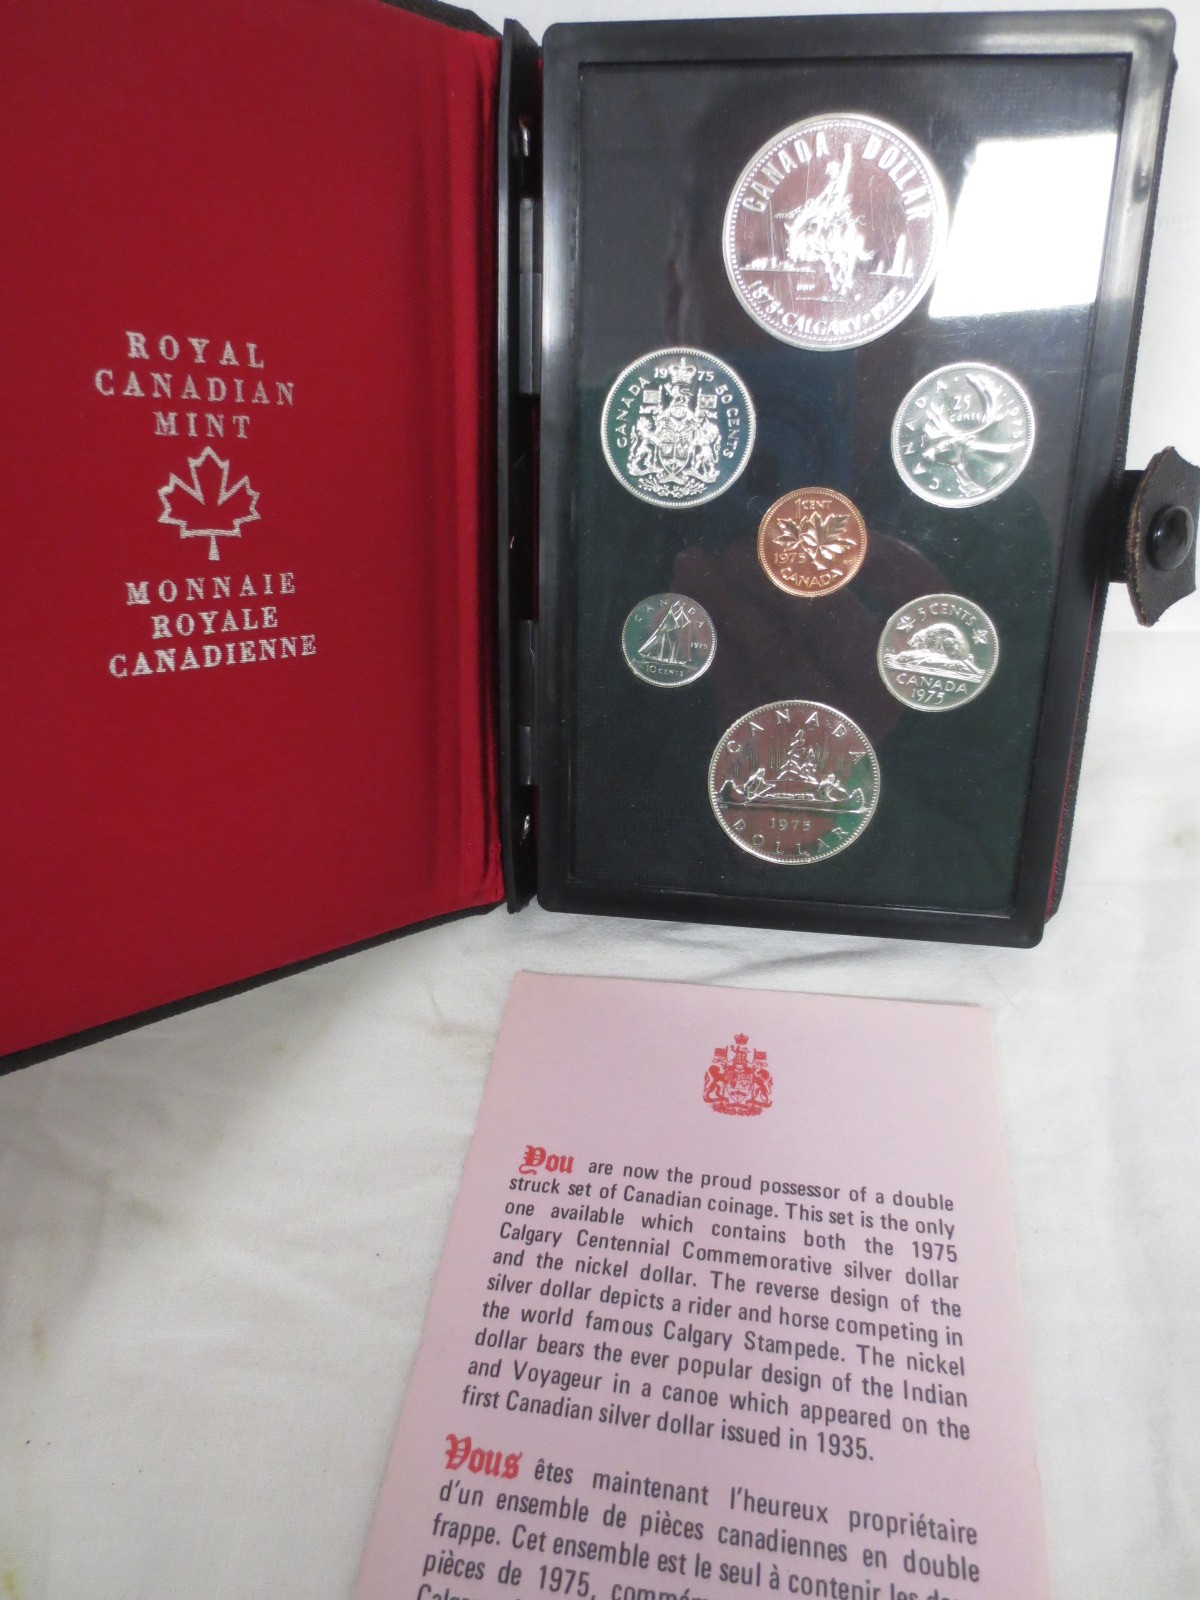 ROYAL
CANADIAN
MINT
MONNAIE
ROYALE
CANADIENNE
CANADA DOLLAR
1875 · CALGARY · 1975
1975
CANADA 50 CENTS
CANADA · 1975
25
cents
1 CENT
1975
CANADA
CANADA
1975
10 CENTS
5 CENTS
CANADA
1975
CANADA
1975
DOLLAR
You are now the proud possessor of a double
struck set of Canadian coinage. This set is the only
one available which contains both the 1975
Calgary Centennial Commemorative silver dollar
and the nickel dollar. The reverse design of the
silver dollar depicts a rider and horse competing in
the world famous Calgary Stampede. The nickel
dollar bears the ever popular design of the Indian
and Voyageur in a canoe which appeared on the
first Canadian silver dollar issued in 1935.
Vous êtes maintenant l'heureux propriétaire
d'un ensemble de pièces canadiennes en double
frappe. Cet ensemble est le seul à contenir les
pièces de 1975,